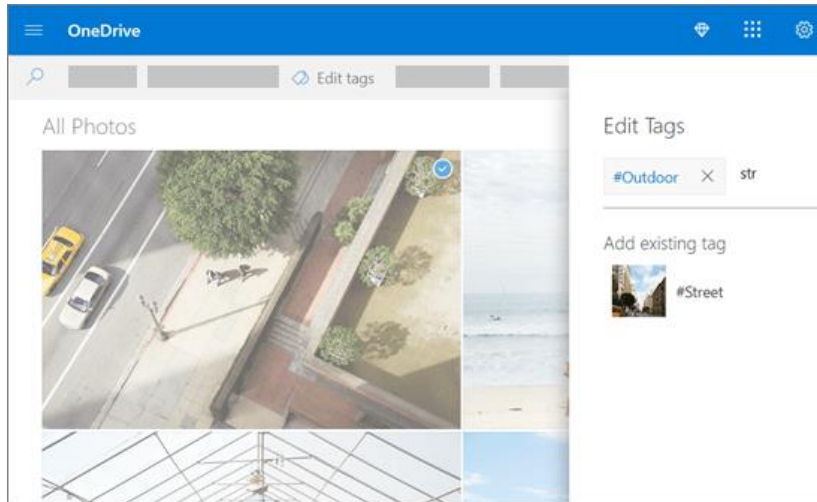 OneDrive
Edit tags
All Photos
Edit Tags
#Outdoor
str
Add existing tag
#Street